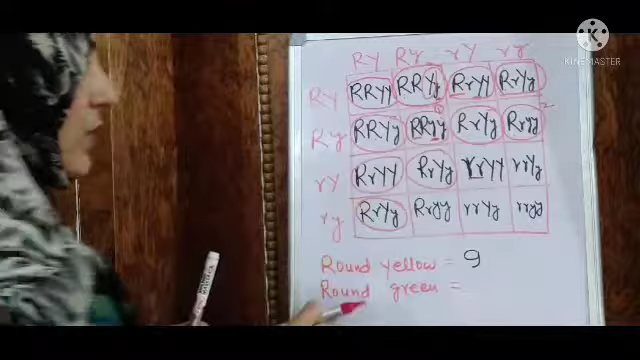 KINEMASTER
RY Ry rY ry
RY RRYY RRYy RrYY RrYy
Ry RRYy RRyy RrYy Rryy
rY RrYY RrYy rrYY rrYy
ry RrYy Rryy rrYy rryy
Round yellow = 9
Round green =